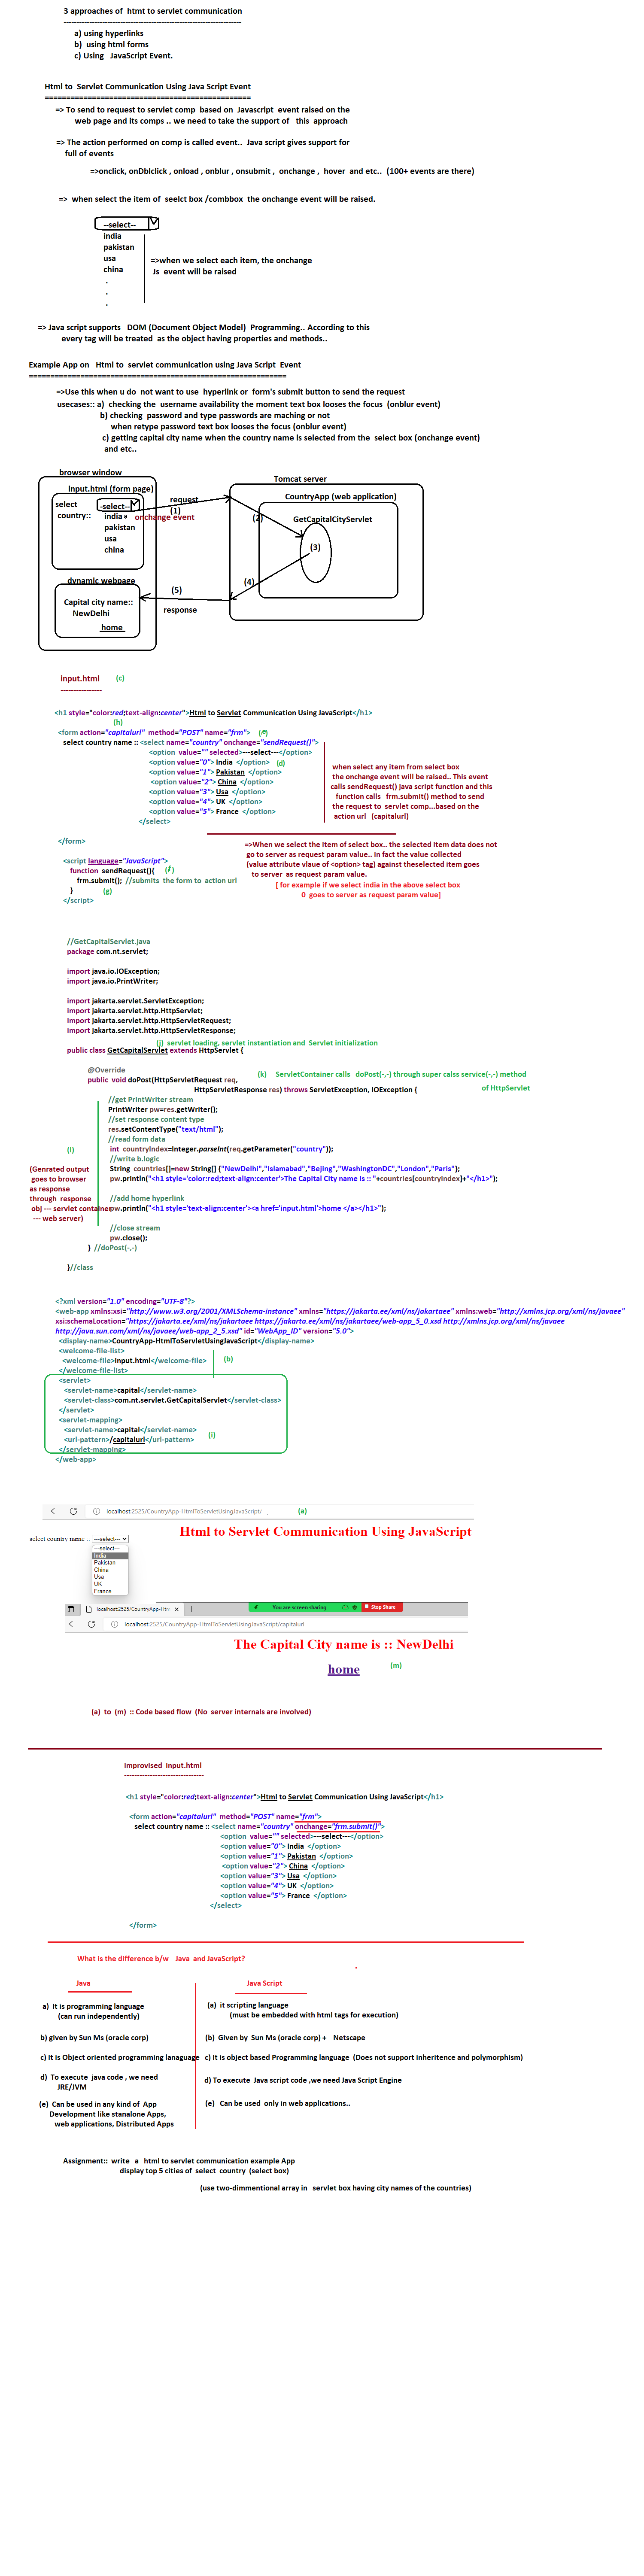 3 approaches of  htmt to servlet communication
-----------------------------------------------------------------------
a) using hyperlinks
b)  using html forms
c) Using   JavaScript Event.
Html to  Servlet Communication Using Java Script Event
================================================
=> To send to request to servlet comp  based on  Javascript  event raised on the
web page and its comps .. we need to take the support of   this  approach
=> The action performed on comp is called event..  Java script gives support for
full of events
=>onclick, onDblclick , onload , onblur , onsubmit ,  onchange ,  hover  and etc..  (100+ events are there)
=>  when select the item of  seelct box /combbox  the onchange event will be raised.
--select--
india
pakistan
usa
china
.
.
.
=>when we select each item, the onchange
Js  event will be raised
=> Java script supports   DOM (Document Object Model)  Programming.. According to this
every tag will be treated  as the object having properties and methods..
Example App on   Html to  servlet communication using Java Script  Event
============================================================
=>Use this when u do  not want to use  hyperlink or  form's submit button to send the request
usecases:: a)  checking the  username availability the moment text box looses the focus  (onblur event)
b) checking  password and type passwords are maching or not
when retype password text box looses the focus (onblur event)
c) getting capital city name when the country name is selected from the  select box (onchange event)
and etc..
browser window
Tomcat server
input.html (form page)
CountryApp (web application)
select
country::
-select--
india
pakistan
usa
china
onchange event
request
(1)
(2)
GetCapitalCityServlet
(3)
(4)
(5)
response
dynamic webpage
Capital city name::
NewDelhi
home
input.html
(c)
----------------
<h1 style="color:red;text-align:center">Html to Servlet Communication Using JavaScript</h1>
(h)
<form action="capitalurl"  method="POST" name="frm">
(e)
select country name :: <select name="country" onchange="sendRequest()">
<option  value="" selected>---select---</option>
<option value="0"> India  </option>
(d)
<option value="1"> Pakistan  </option>
<option value="2"> China  </option>
<option value="3"> Usa  </option>
<option value="4"> UK  </option>
<option value="5"> France  </option>
</select>
when select any item from select box
the onchange event will be raised.. This event
calls sendRequest() java script function and this
function calls   frm.submit() method to send
the request to  servlet comp...based on the
action url   (capitalurl)
</form>
=>When we select the item of select box.. the selected item data does not
go to server as request param value.. In fact the value collected
(value attribute vlaue of <option> tag) against theselected item goes
to server  as request param value.
[ for example if we select india in the above select box
0  goes to server as request param value]
<script language="JavaScript">
function  sendRequest(){
(f)
frm.submit();  //submits  the form to  action url
}
(g)
</script>
//GetCapitalServlet.java
package com.nt.servlet;
import java.io.IOException;
import java.io.PrintWriter;
import jakarta.servlet.ServletException;
import jakarta.servlet.http.HttpServlet;
import jakarta.servlet.http.HttpServletRequest;
import jakarta.servlet.http.HttpServletResponse;
(j)  servlet loading, servlet instantiation and  Servlet initialization
public class GetCapitalServlet extends HttpServlet {
@Override
public  void doPost(HttpServletRequest req,
(k)     ServletContainer calls   doPost(-,-) through super calss service(-,-) method
of HttpServlet
HttpServletResponse res) throws ServletException, IOException {
//get PrintWriter stream
PrintWriter pw=res.getWriter();
//set response content type
res.setContentType("text/html");
//read form data
(l)
int  countryIndex=Integer.parseInt(req.getParameter("country"));
//write b.logic
String  countries[]=new String[] {"NewDelhi","Islamabad","Bejing","WashingtonDC","London","Paris"};
pw.println("<h1 style='color:red;text-align:center'>The Capital City name is :: "+countries[countryIndex]+"</h1>");
(Genrated output
goes to browser
as response
through  response
obj --- servlet container
--- web server)
//add home hyperlink
pw.println("<h1 style='text-align:center'><a href='input.html'>home </a></h1>");
//close stream
pw.close();
}  //doPost(-,-)
}//class
<?xml version="1.0" encoding="UTF-8"?>
<web-app xmlns:xsi="http://www.w3.org/2001/XMLSchema-instance" xmlns="https://jakarta.ee/xml/ns/jakartaee" xmlns:web="http://xmlns.jcp.org/xml/ns/javaee"
xsi:schemaLocation="https://jakarta.ee/xml/ns/jakartaee https://jakarta.ee/xml/ns/jakartaee/web-app_5_0.xsd http://xmlns.jcp.org/xml/ns/javaee
http://java.sun.com/xml/ns/javaee/web-app_2_5.xsd" id="WebApp_ID" version="5.0">
<display-name>CountryApp-HtmlToServletUsingJavaScript</display-name>
<welcome-file-list>
<welcome-file>input.html</welcome-file>
(b)
</welcome-file-list>
<servlet>
<servlet-name>capital</servlet-name>
<servlet-class>com.nt.servlet.GetCapitalServlet</servlet-class>
</servlet>
<servlet-mapping>
<servlet-name>capital</servlet-name>
<url-pattern>/capitalurl</url-pattern>
(i)
</servlet-mapping>
</web-app>
localhost:2525/CountryApp-HtmlToServletUsingJavaScript/
(a)
Html to Servlet Communication Using JavaScript
select country name :: ---select---
---select---
India
Pakistan
China
Usa
UK
France
localhost:2525/CountryApp-Htm
You are screen sharing
Stop Share
localhost:2525/CountryApp-HtmlToServletUsingJavaScript/capitalurl
The Capital City name is :: NewDelhi
home
(m)
(a)  to  (m)  :: Code based flow  (No  server internals are involved)
improvised  input.html
-------------------------------
<h1 style="color:red;text-align:center">Html to Servlet Communication Using JavaScript</h1>
<form action="capitalurl"  method="POST" name="frm">
select country name :: <select name="country" onchange="frm.submit()">
<option  value="" selected>---select---</option>
<option value="0"> India  </option>
<option value="1"> Pakistan  </option>
<option value="2"> China  </option>
<option value="3"> Usa  </option>
<option value="4"> UK  </option>
<option value="5"> France  </option>
</select>
</form>
What is the difference b/w    Java  and JavaScript?
Java
Java Script
a)  It is programming language
(can run independently)
(a)  it scripting language
(must be embedded with html tags for execution)
b) given by Sun Ms (oracle corp)
(b)  Given by  Sun Ms (oracle corp) +    Netscape
c) It is Object oriented programming lanaguage
c) It is object based Programming language  (Does not support inheritence and polymorphism)
d)  To execute  java code , we need
JRE/JVM
d) To execute  Java script code ,we need Java Script Engine
(e)  Can be used in any kind of  App
Development like stanalone Apps,
web applications, Distributed Apps
(e)   Can be used  only in web applications..
Assignment::  write   a   html to servlet communication example App
display top 5 cities of  select  country  (select box)
(use two-dimmentional array in   servlet box having city names of the countries)